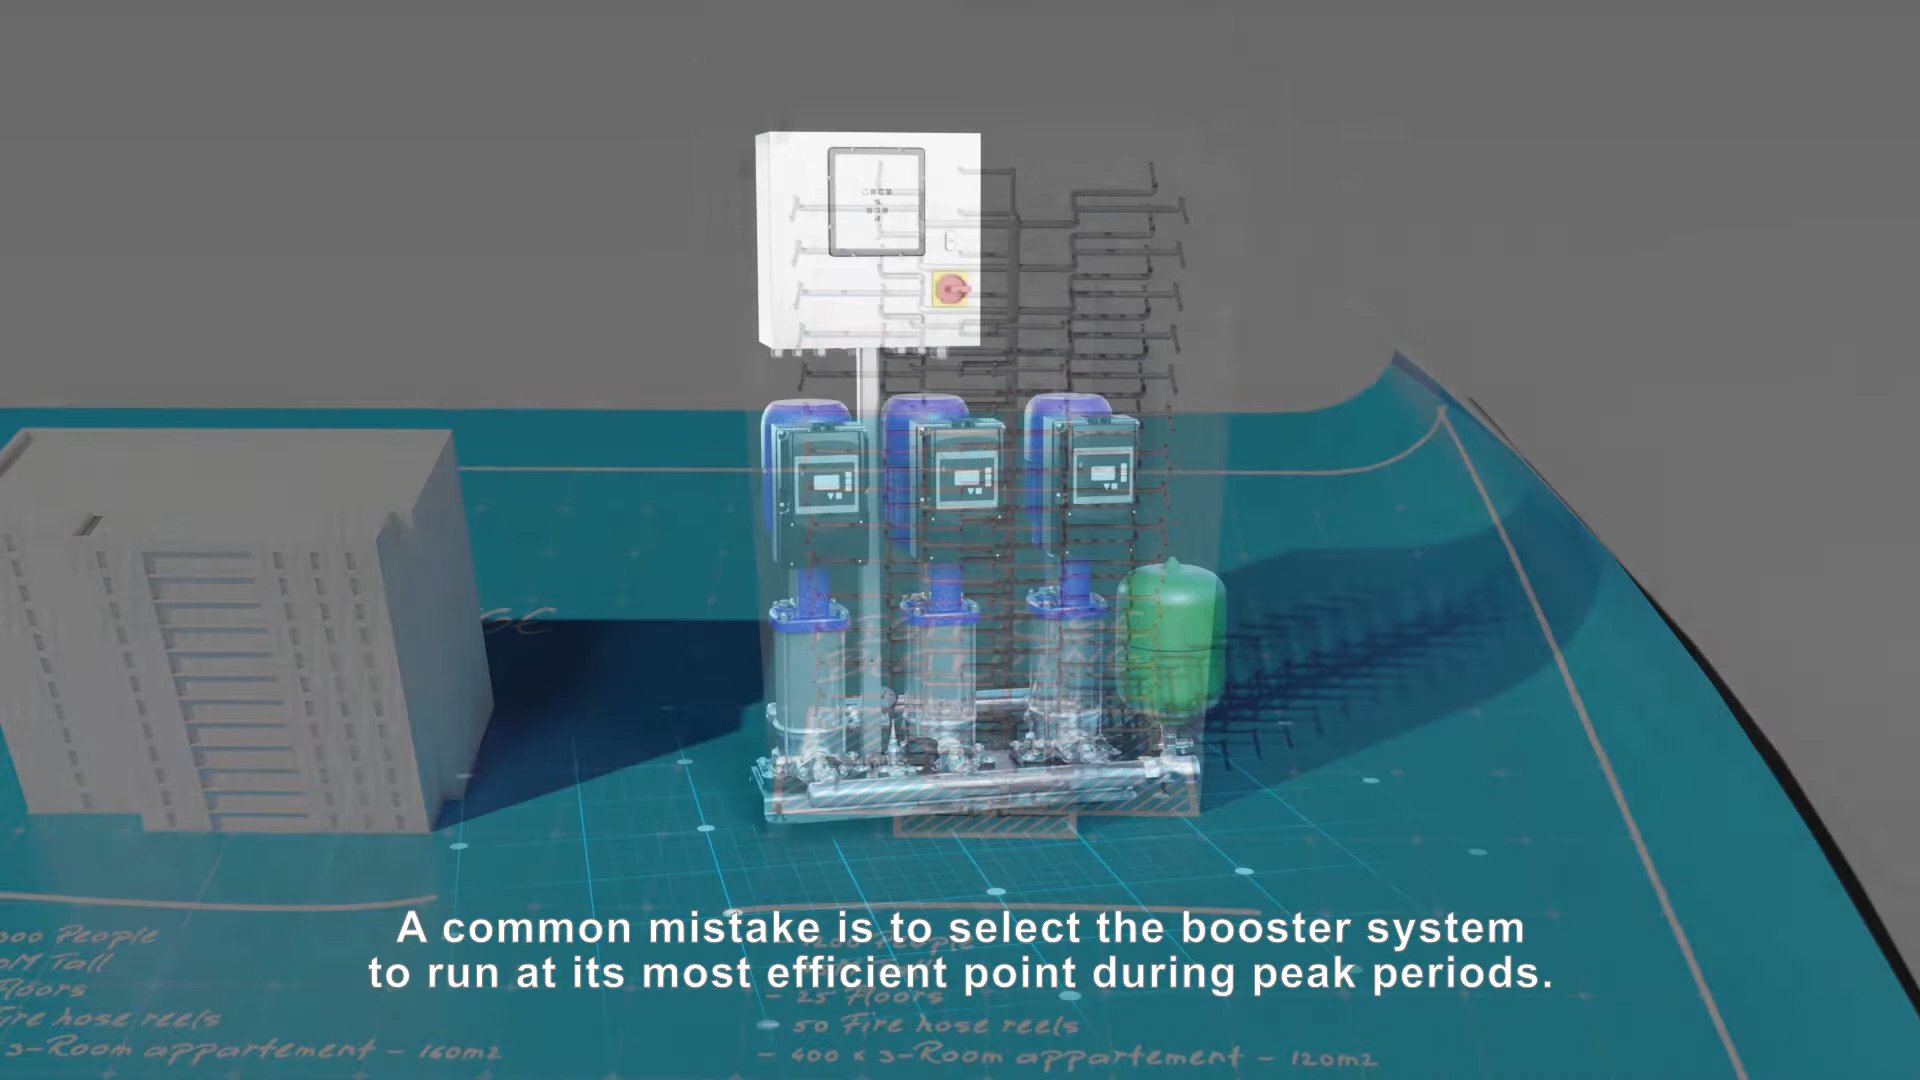 A common mistake is to select the booster system
to run at its most efficient point during peak periods.
People
M Tall
Floors
Fire hose reels
3-Room appartement - 160m2
- 1200 People
- 25 Floors
50 Fire hose reels
- 400 x 3-Room appartement - 120m2